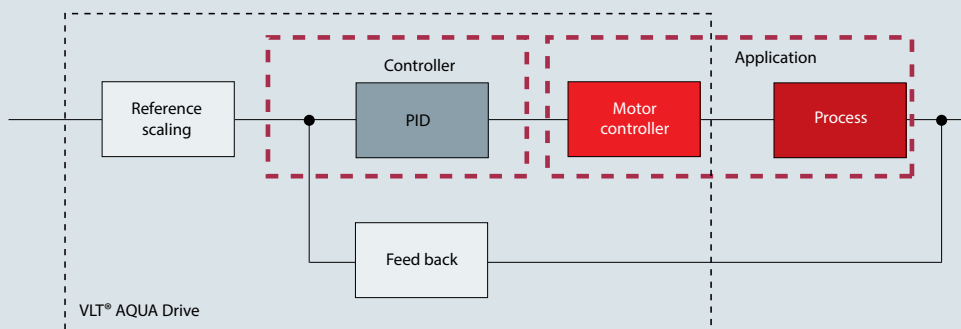 Controller
Application
Reference
scaling
PID
Motor
controller
Process
Feed back
VLT® AQUA Drive